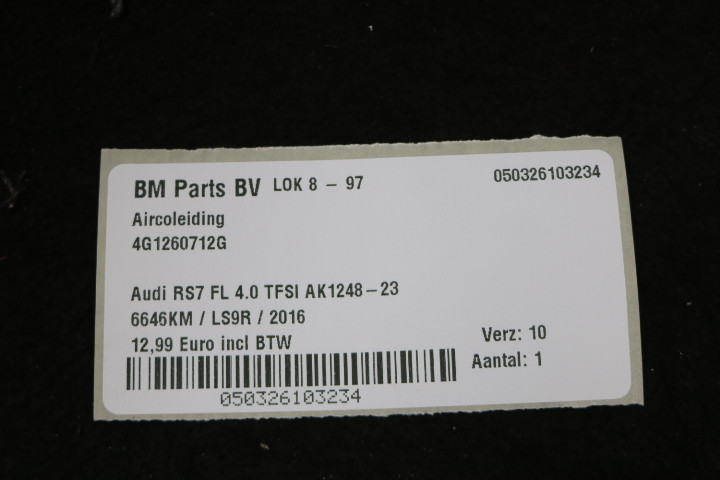 BM Parts BV LOK 8 - 97 050326103234
Aircoleiding
4G1260712G
Audi RS7 FL 4.0 TFSI AK1248-23
6646KM / LS9R / 2016
12,99 Euro incl BTW
Verz: 10
Aantal: 1
050326103234